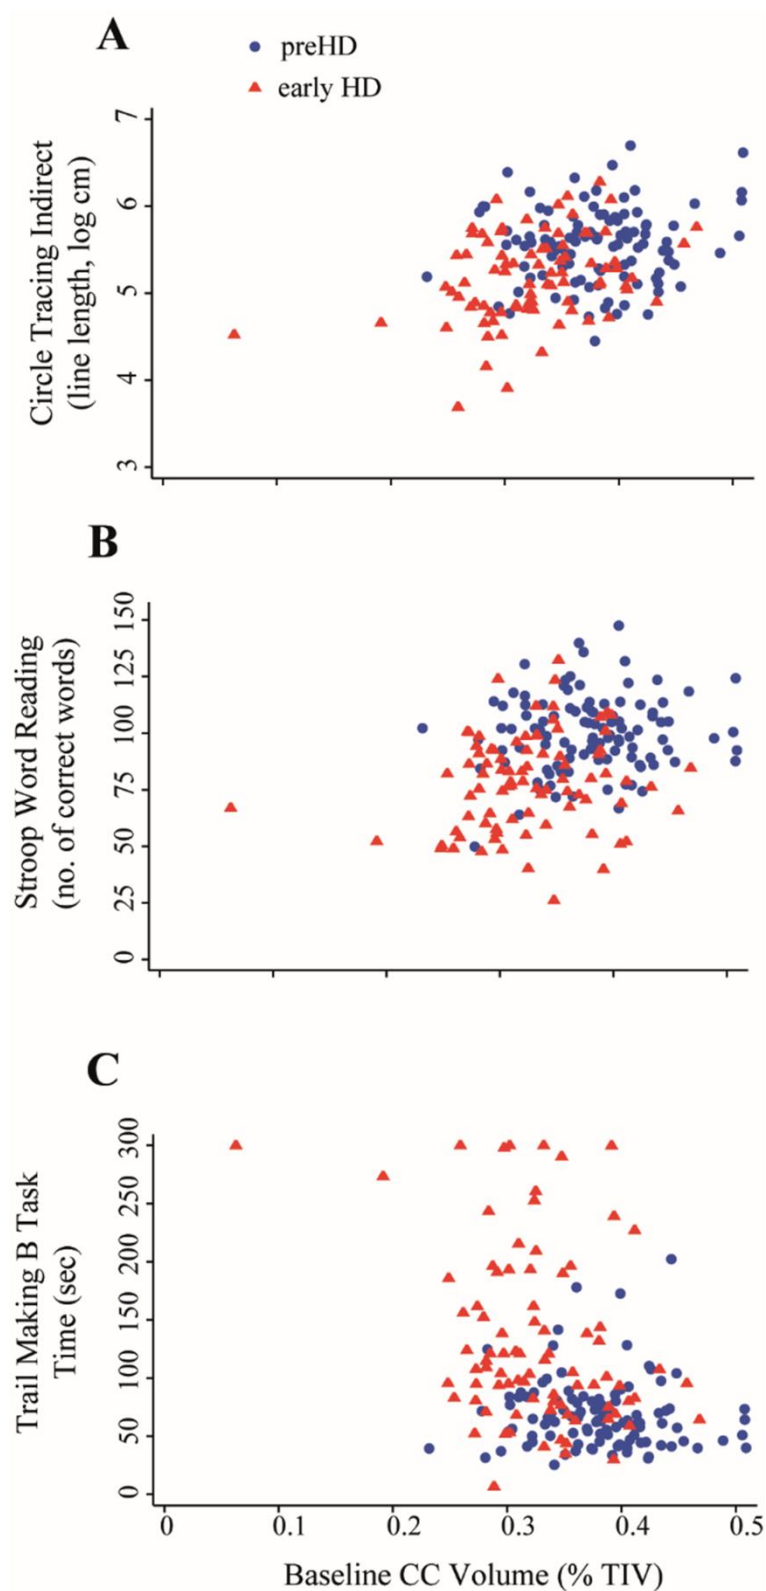 A
preHD
early HD
Circle Tracing Indirect
(line length, log cm)
7
6
5
4
3
B
Stroop Word Reading
(no. of correct words)
150
125
100
75
50
25
0
C
Trail Making B Task
Time (sec)
300
250
200
150
100
50
0
0 0.1 0.2 0.3 0.4 0.5
Baseline CC Volume (% TIV)